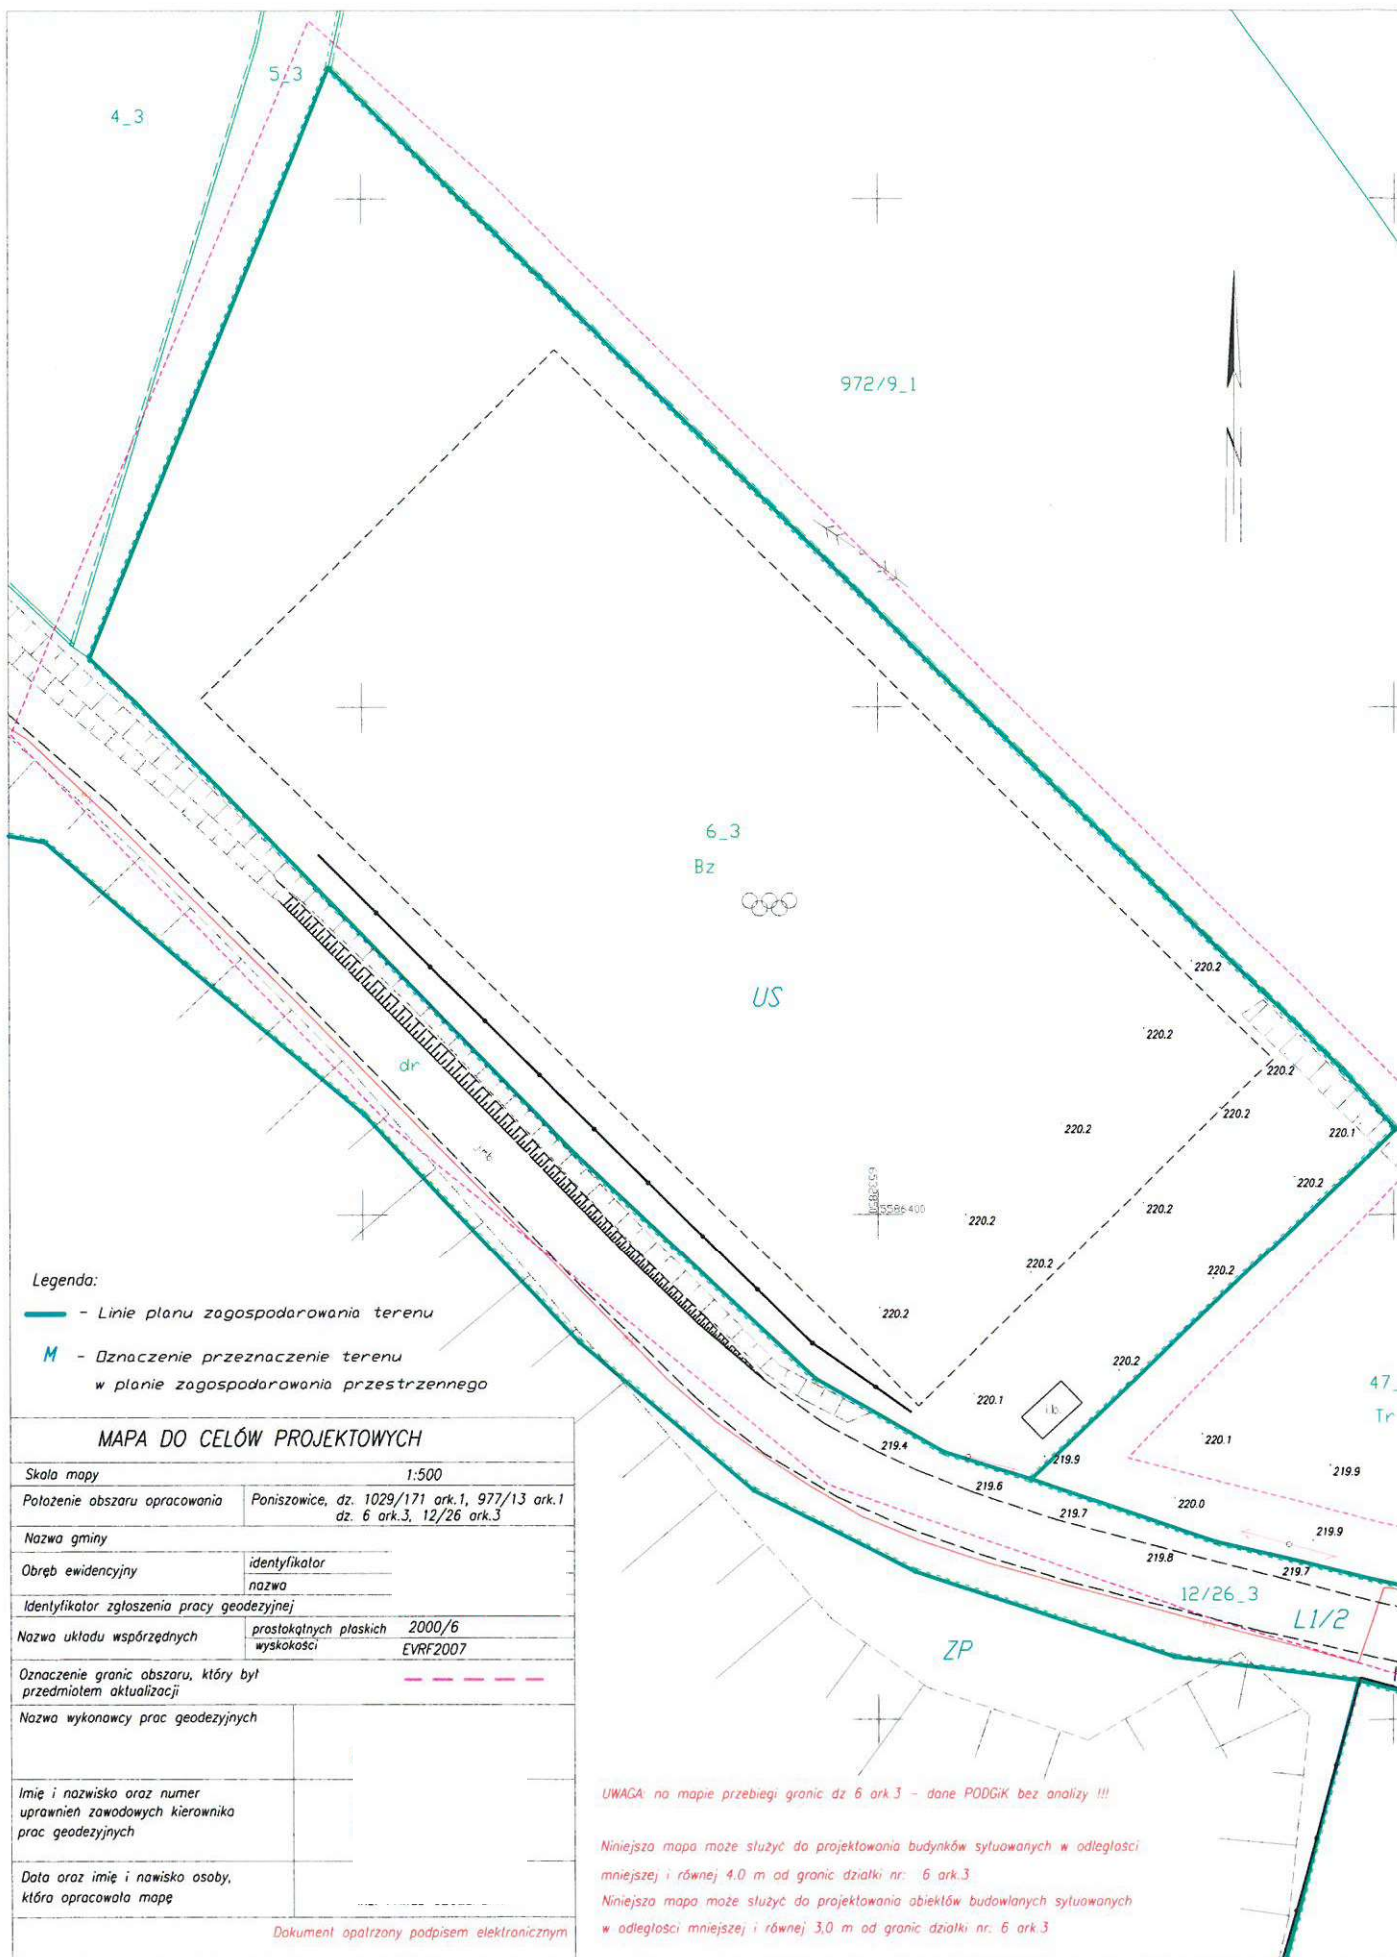 5_3
4_3
972/9_1
6_3
Bz
US
220.2
220.2
220.2
220.2
220.1
220.2
220.2
220.2
220.2
5586400
220.2
220.2
220.2
dr
220.2
220.1
i.b.
47_
Tr
219.4
219.9
220.1
219.9
219.6
219.7
220.0
219.9
219.8
219.7
12/26_3
L1/2
ZP
Legenda:
- Linie planu zagospodarowania terenu
M - Oznaczenie przeznaczenie terenu
w planie zagospodarowania przestrzennego
MAPA DO CELÓW PROJEKTOWYCH
Skala mapy 1:500
Położenie obszaru opracowania Poniszowice, dz. 1029/171 ark.1, 977/13 ark.1
dz. 6 ark.3, 12/26 ark.3
Nazwa gminy
Obręb ewidencyjny identyfikator
nazwa
Identyfikator zgłoszenia pracy geodezyjnej
Nazwa układu współrzędnych prostokątnych płaskich 2000/6
wyskokości EVRF2007
Oznaczenie granic obszaru, który był
przedmiotem aktualizacji
Nazwa wykonawcy prac geodezyjnych
Imię i nazwisko oraz numer
uprawnień zawodowych kierownika
prac geodezyjnych
Data oraz imię i nawisko osoby,
która opracowała mapę
Dokument opatrzony podpisem elektronicznym
UWAGA: na mapie przebiegi granic dz 6 ark.3 - dane PODGiK bez analizy !!!
Niniejsza mapa może służyć do projektowania budynków sytuowanych w odległości
mniejszej i równej 4.0 m od granic działki nr: 6 ark.3
Niniejsza mapa może służyć do projektowania obiektów budowlanych sytuowanych
w odległości mniejszej i równej 3,0 m od granic działki nr: 6 ark.3